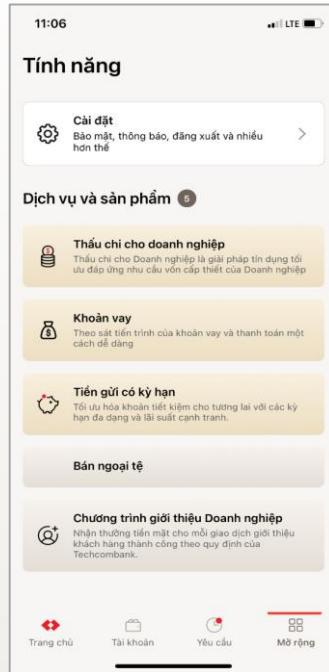 11:06
LTE
Tính năng
Cài đặt
Bảo mật, thông báo, đăng xuất và nhiều
hơn thế
Dịch vụ và sản phẩm 5
Thấu chi cho doanh nghiệp
Thấu chi cho Doanh nghiệp là giải pháp tín dụng tối
ưu đáp ứng nhu cầu vốn cấp thiết của Doanh nghiệp
Khoản vay
Theo sát tiến trình của khoản vay và thanh toán một
cách dễ dàng
Tiền gửi có kỳ hạn
Tối ưu hóa khoản tiết kiệm cho tương lai với các kỳ
hạn đa dạng và lãi suất cạnh tranh.
Bán ngoại tệ
Chương trình giới thiệu Doanh nghiệp
Nhận thưởng tiền mặt cho mỗi giao dịch giới thiệu
khách hàng thành công theo quy định của
Techcombank.
Trang chủ Tài khoản Yêu cầu Mở rộng